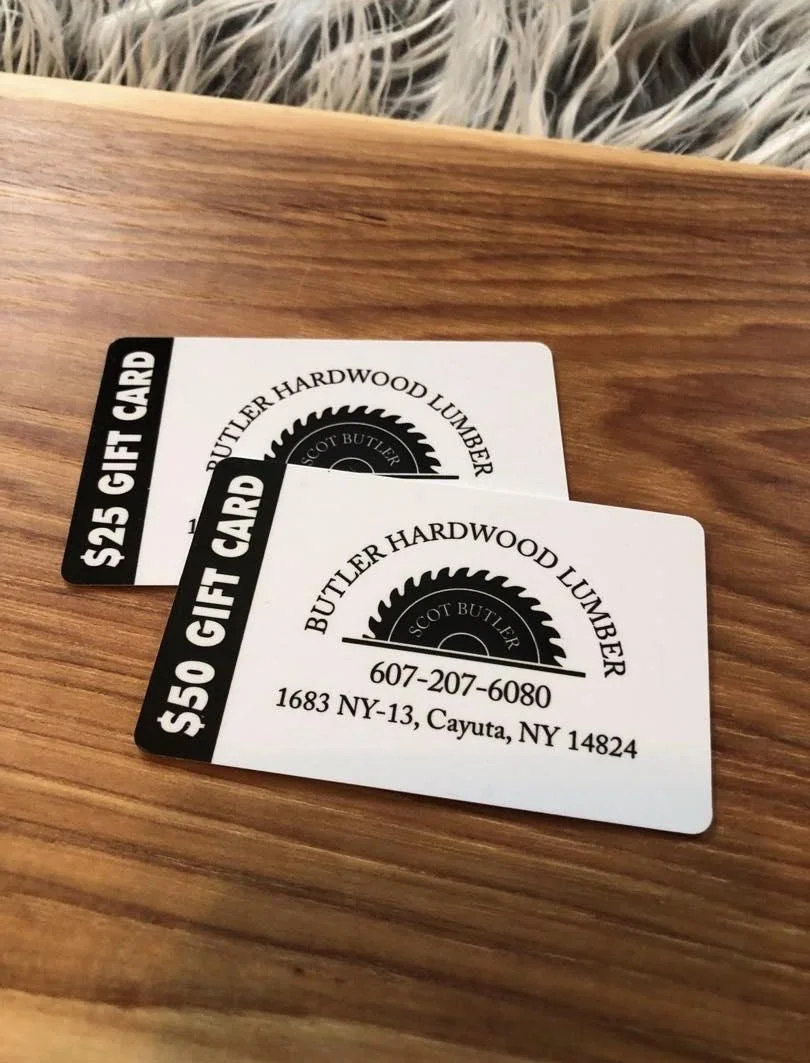 $25 GIFT CARD
BUTLER HARDWOOD LUMBER
SCOT BUTLER
1
$50 GIFT CARD
BUTLER HARDWOOD LUMBER
SCOT BUTLER
607-207-6080
1683 NY-13, Cayuta, NY 14824